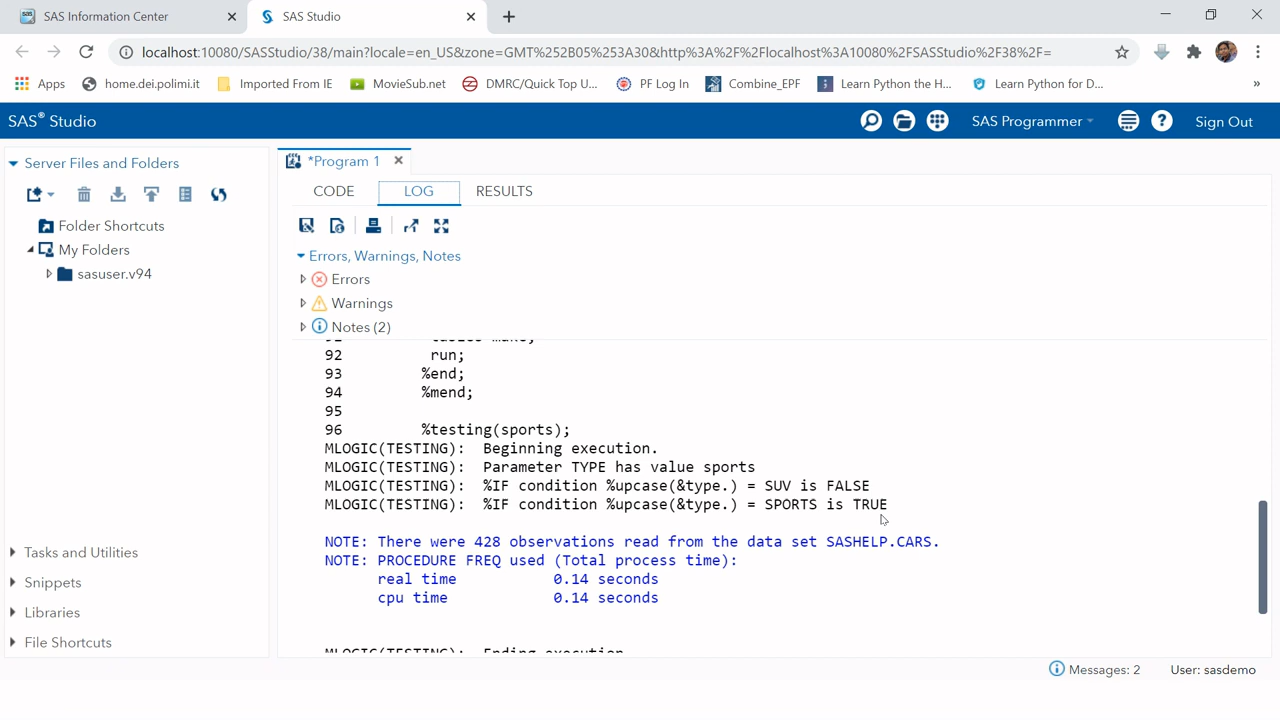 SAS Information Center
SAS Studio
localhost:10080/SASStudio/38/main?locale=en_US&zone=GMT%252B05%253A30&http%3A%2F%2Flocalhost%3A10080%2FSASStudio%2F38%2F=
Apps home.dei.polimi.it Imported From IE MovieSub.net DMRC/Quick Top U... PF Log In Combine_EPF Learn Python the H... Learn Python for D... »
SAS® Studio SAS Programmer Sign Out
Server Files and Folders
Folder Shortcuts
My Folders
sasuser.v94
Tasks and Utilities
Snippets
Libraries
File Shortcuts
*Program 1
CODE LOG RESULTS
Errors, Warnings, Notes
Errors
Warnings
Notes (2)
92 run;
93 %end;
94 %mend;
95
96 %testing(sports);
MLOGIC(TESTING): Beginning execution.
MLOGIC(TESTING): Parameter TYPE has value sports
MLOGIC(TESTING): %IF condition %upcase(&type.) = SUV is FALSE
MLOGIC(TESTING): %IF condition %upcase(&type.) = SPORTS is TRUE
NOTE: There were 428 observations read from the data set SASHELP.CARS.
NOTE: PROCEDURE FREQ used (Total process time):
real time 0.14 seconds
cpu time 0.14 seconds
MLOGIC(TESTING): Ending execution.
Messages: 2 User: sasdemo